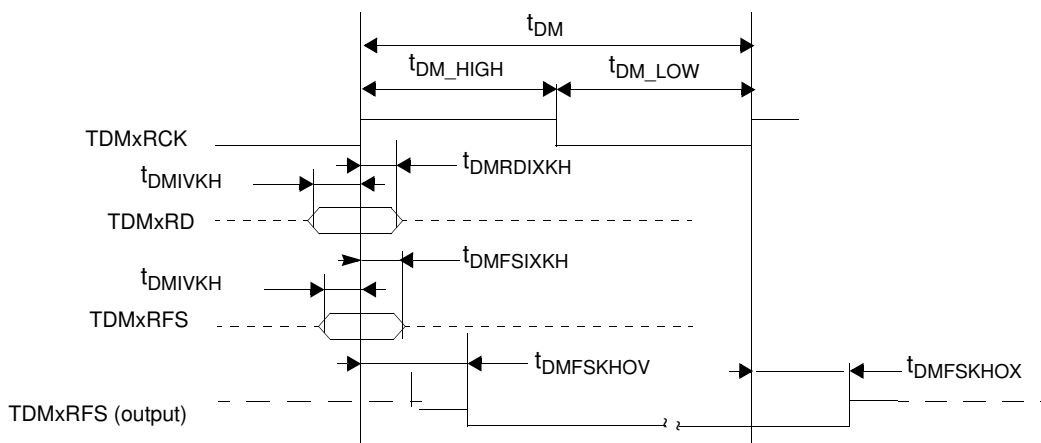 tDM
tDM_HIGH
tDM_LOW
TDMxRCK
tDMRDIXKH
tDMIVKH
TDMxRD
tDMFSIXKH
tDMIVKH
TDMxRFS
tDMFSKHOV
tDMFSKHOX
TDMxRFS (output)